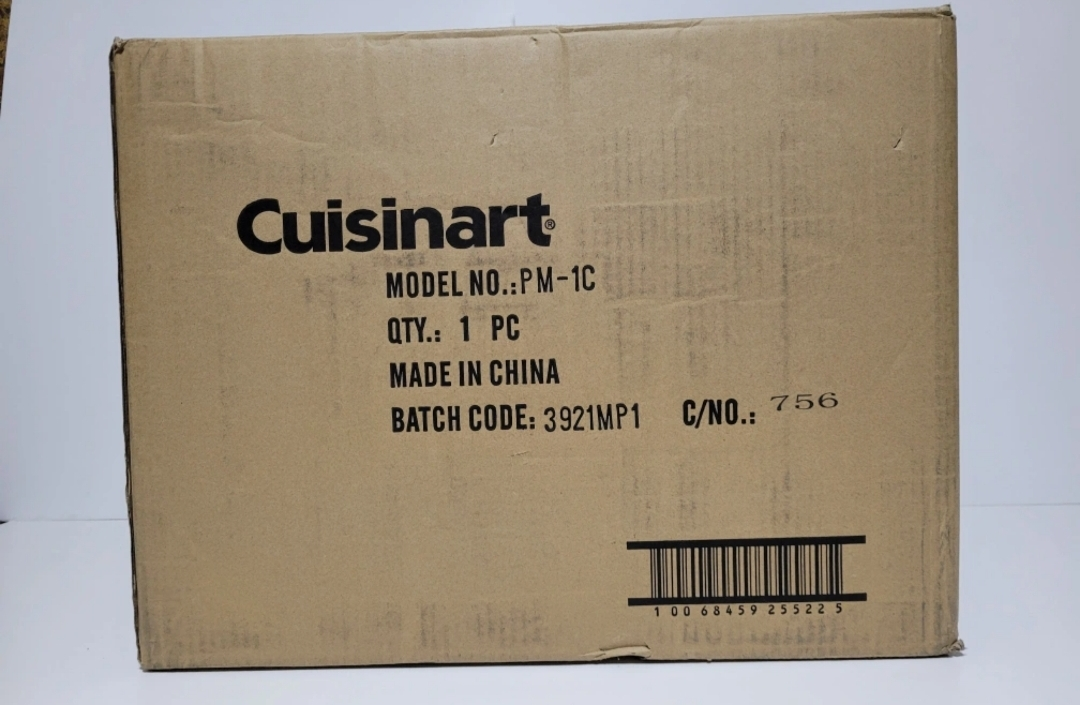 Cuisinart®
MODEL NO.:PM-1C
QTY.: 1 PC
MADE IN CHINA
BATCH CODE: 3921MP1 C/NO.: 756
1 00 68459 25522 5